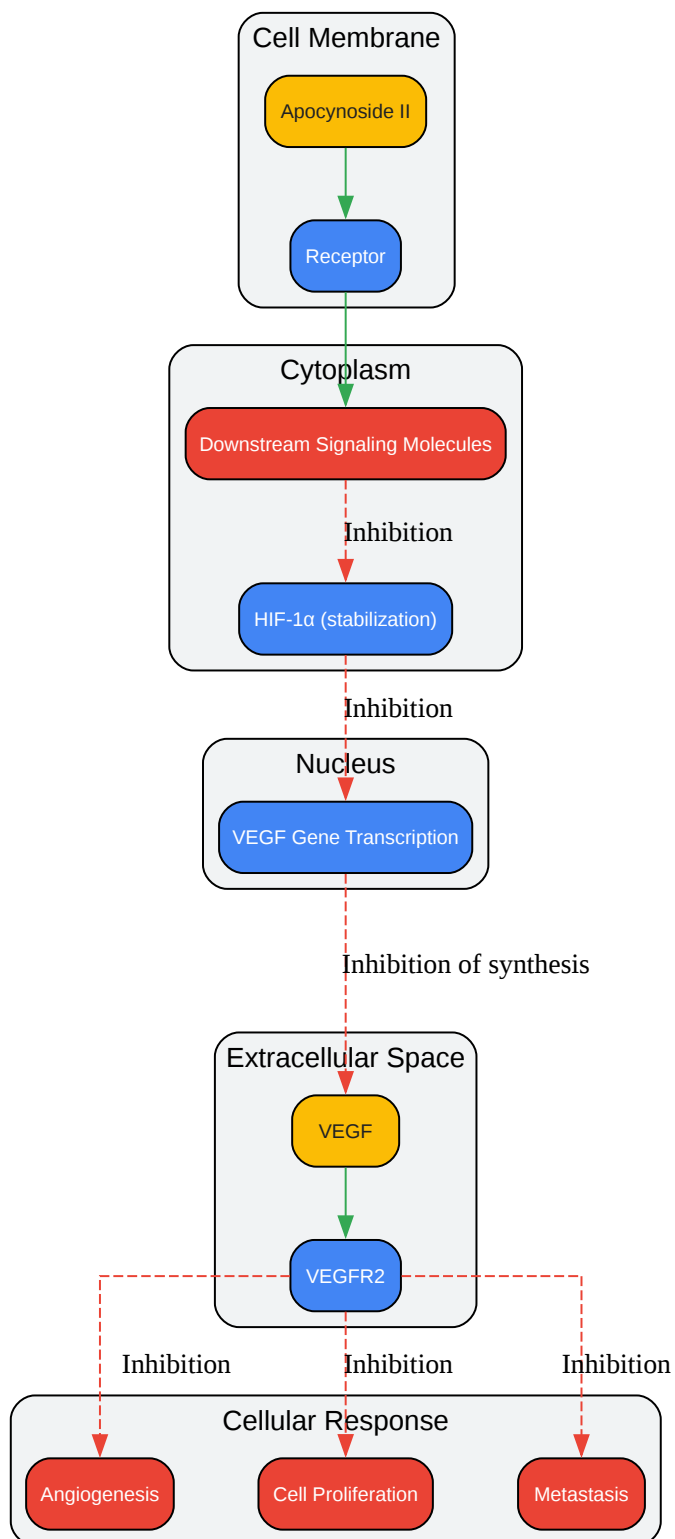 Cell Membrane
Apocynoside II
Receptor
Cytoplasm
Downstream Signaling Molecules
Inhibition
HIF-1α (stabilization)
Inhibition
Nucleus
VEGF Gene Transcription
Inhibition of synthesis
Extracellular Space
VEGF
VEGFR2
Inhibition Inhibition Inhibition
Cellular Response
Angiogenesis Cell Proliferation Metastasis